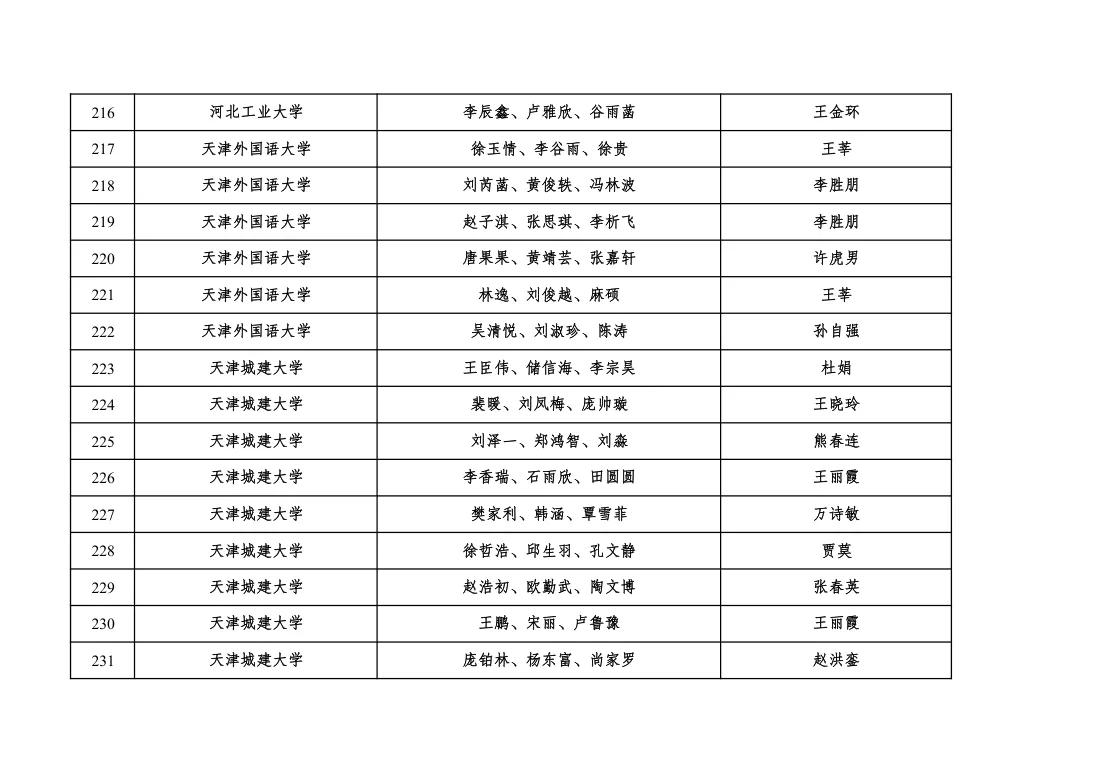 216 河北工业大学 李辰鑫、卢雅欣、谷雨菡 王金环
217 天津外国语大学 徐玉情、李谷雨、徐贵 王莘
218 天津外国语大学 刘芮菡、黄俊轶、冯林波 李胜朋
219 天津外国语大学 赵子淇、张思琪、李析飞 李胜朋
220 天津外国语大学 唐果果、黄靖芸、张嘉轩 许虎男
221 天津外国语大学 林逸、刘俊越、麻硕 王莘
222 天津外国语大学 吴清悦、刘淑珍、陈涛 孙自强
223 天津城建大学 王臣伟、储信海、李宗昊 杜娟
224 天津城建大学 裴暖、刘凤梅、庞帅璇 王晓玲
225 天津城建大学 刘泽一、郑鸿智、刘淼 熊春连
226 天津城建大学 李香瑞、石雨欣、田圆圆 王丽霞
227 天津城建大学 樊家利、韩涵、覃雪菲 万诗敏
228 天津城建大学 徐哲浩、邱生羽、孔文静 贾莫
229 天津城建大学 赵浩初、欧勤武、陶文博 张春英
230 天津城建大学 王鹏、宋丽、卢鲁豫 王丽霞
231 天津城建大学 庞铂林、杨东富、尚家罗 赵洪銮